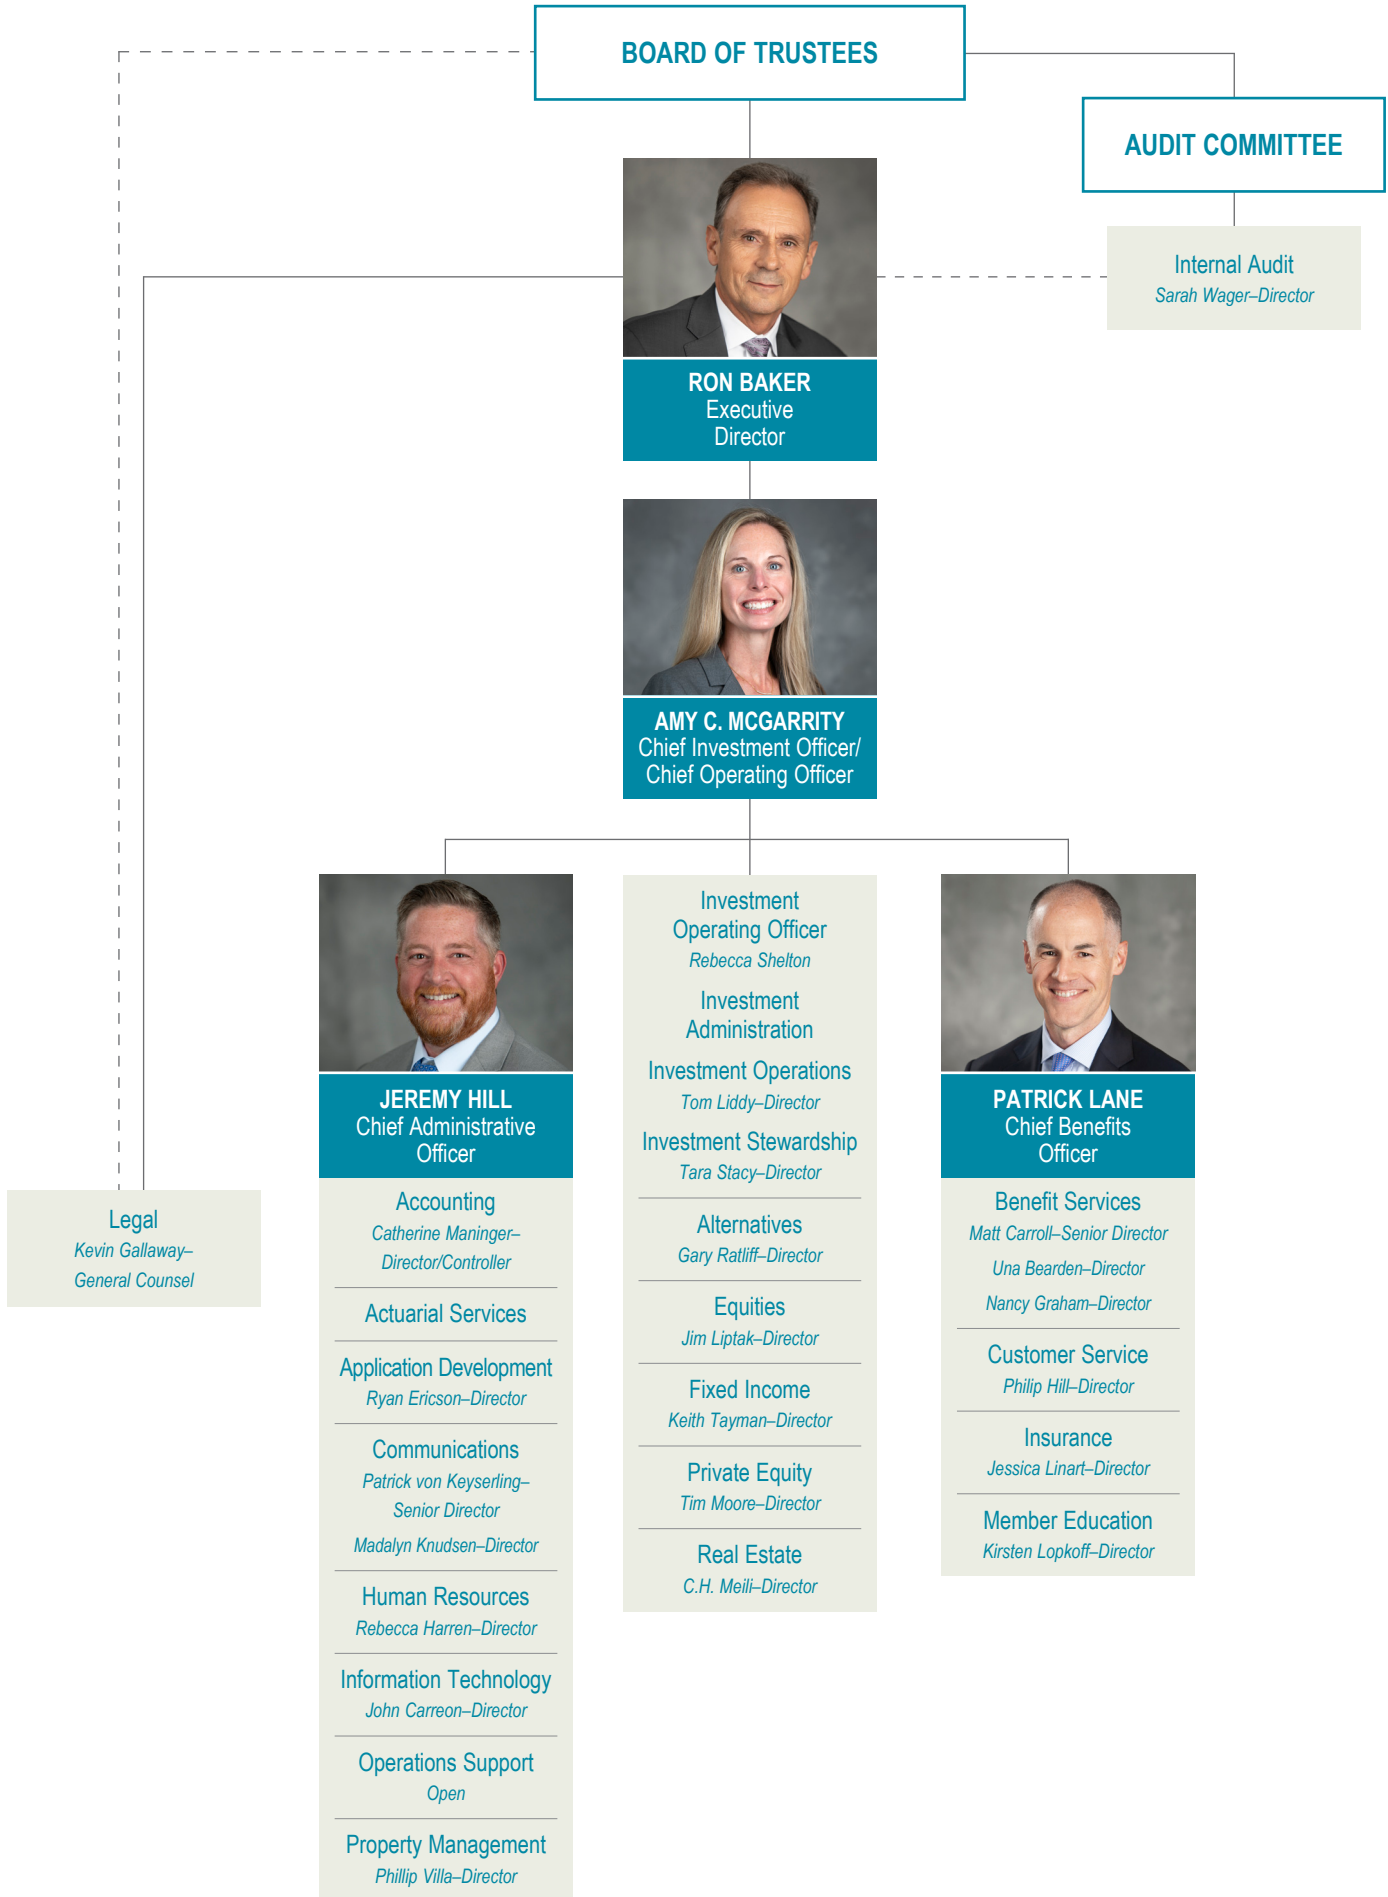 BOARD OF TRUSTEES
AUDIT COMMITTEE
Internal Audit
Sarah Wager–Director
RON BAKER
Executive
Director
AMY C. MCGARRITY
Chief Investment Officer/
Chief Operating Officer
Legal
Kevin Gallaway–
General Counsel
JEREMY HILL
Chief Administrative
Officer
Accounting
Catherine Maninger–
Director/Controller
Actuarial Services
Application Development
Ryan Ericson–Director
Communications
Patrick von Keyserling–
Senior Director
Madalyn Knudsen–Director
Human Resources
Rebecca Harren–Director
Information Technology
John Carreon–Director
Operations Support
Open
Property Management
Phillip Villa–Director
Investment
Operating Officer
Rebecca Shelton
Investment
Administration
Investment Operations
Tom Liddy–Director
Investment Stewardship
Tara Stacy–Director
Alternatives
Gary Ratliff–Director
Equities
Jim Liptak–Director
Fixed Income
Keith Tayman–Director
Private Equity
Tim Moore–Director
Real Estate
C.H. Meili–Director
PATRICK LANE
Chief Benefits
Officer
Benefit Services
Matt Carroll–Senior Director
Una Bearden–Director
Nancy Graham–Director
Customer Service
Philip Hill–Director
Insurance
Jessica Linart–Director
Member Education
Kirsten Lopkoff–Director